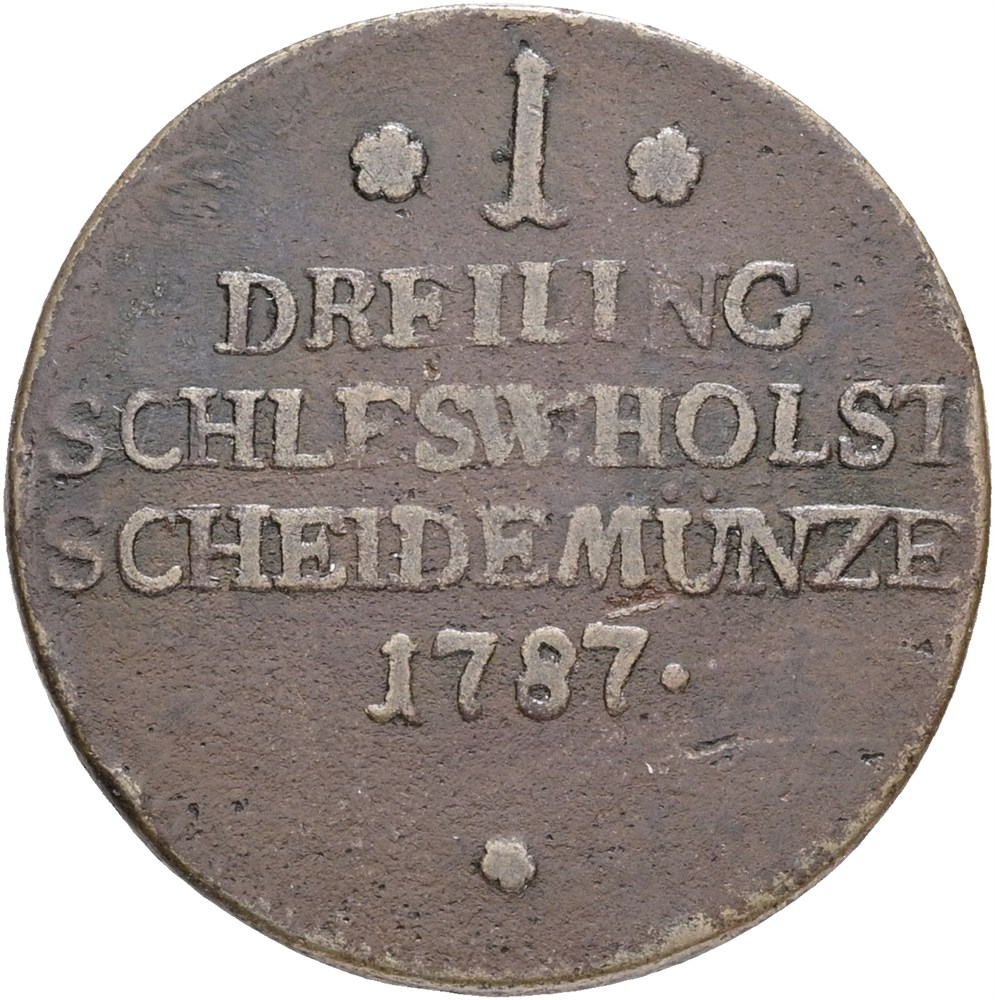 1
DREILING
SCHLESW:HOLST
SCHEIDEMÜNZE
1787.